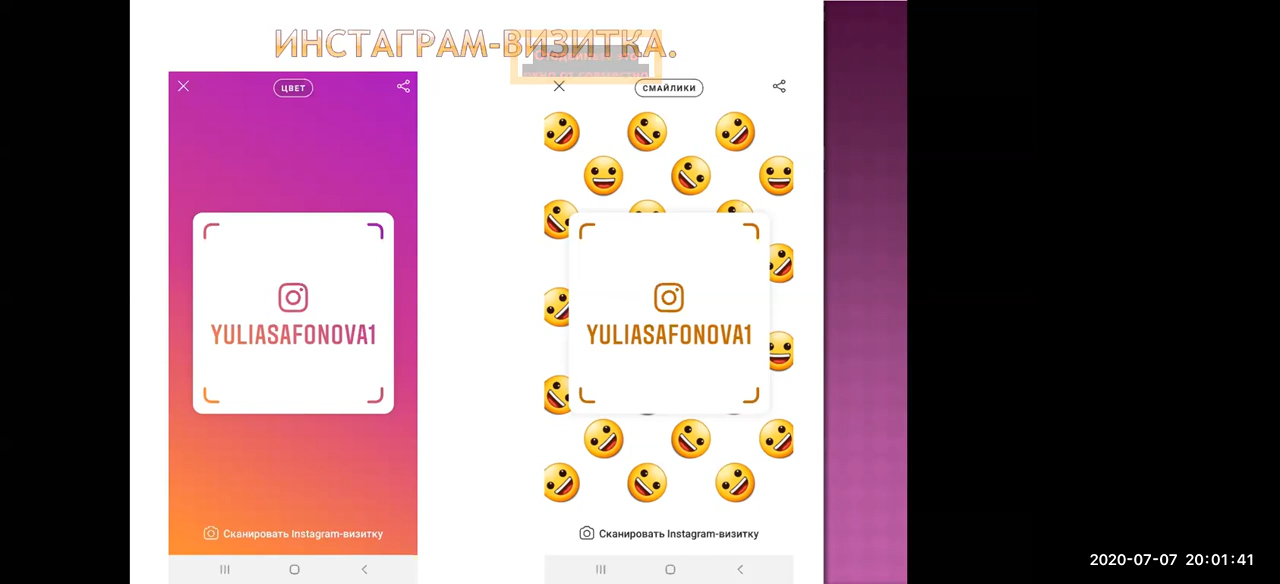 ИНСТАГРАМ-ВИЗИТКА.
ЦВЕТ
YULIASAFONOVA1
Сканировать Instagram-визитку
СМАЙЛИКИ
YULIASAFONOVA1
Сканировать Instagram-визитку
2020-07-07 20:01:41